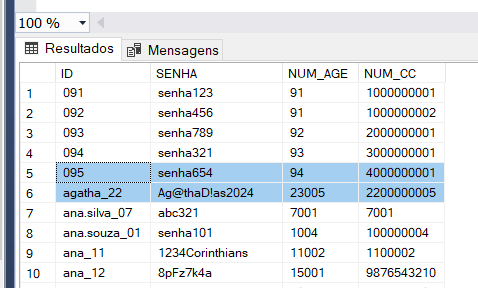 100 %
Resultados Mensagens
ID SENHA NUM_AGE NUM_CC
1 091 senha123 91 1000000001
2 092 senha456 91 1000000002
3 093 senha789 92 2000000001
4 094 senha321 93 3000000001
5 095 senha654 94 4000000001
6 agatha_22 Ag@thaD!as2024 23005 2200000005
7 ana.silva_07 abc321 7001 7001
8 ana.souza_01 senha101 1004 100000004
9 ana_11 1234Corinthians 11002 1100002
10 ana_12 8pFz7k4a 15001 9876543210